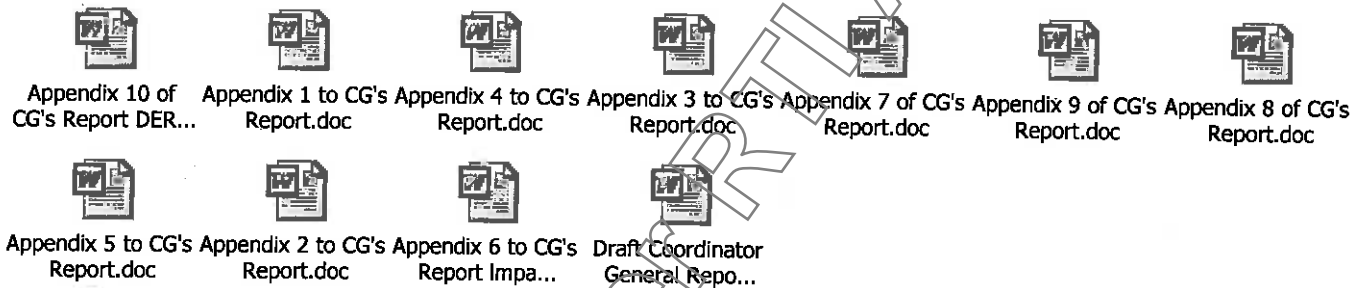 Appendix 10 of Appendix 1 to CG's Appendix 4 to CG's Appendix 3 to CG's Appendix 7 of CG's Appendix 9 of CG's Appendix 8 of CG's
CG's Report DER... Report.doc Report.doc Report.doc Report.doc Report.doc Report.doc
Appendix 5 to CG's Appendix 2 to CG's Appendix 6 to CG's Draft Coordinator
Report.doc Report.doc Report Impa... General Repo...
RTI